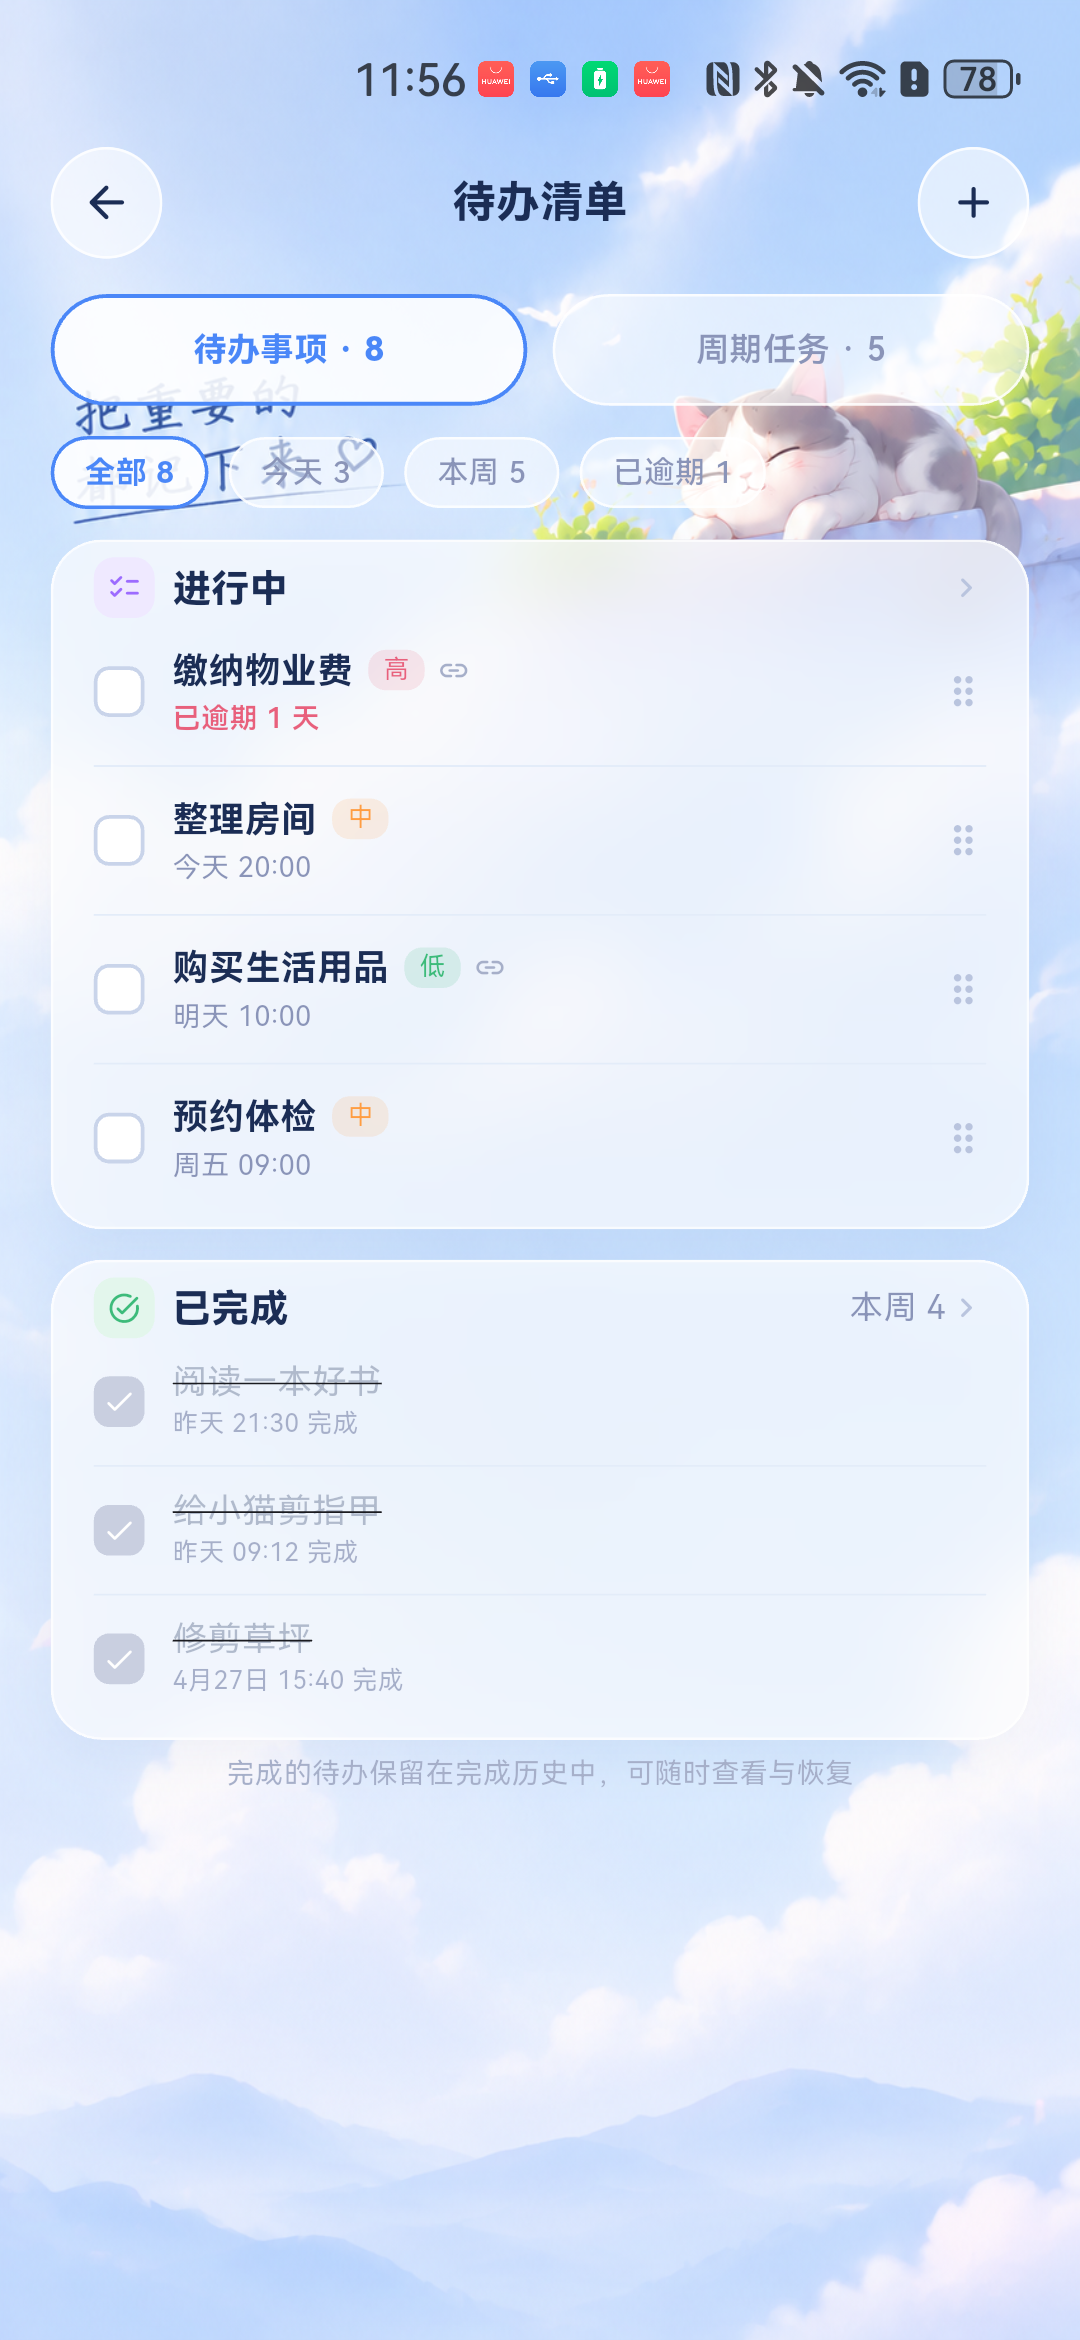 11:56
HUAWEI
HUAWEI
78
待办清单
待办事项 · 8
周期任务 · 5
把重要的
都记下来
全部 8
今天 3
本周 5
已逾期 1
进行中
缴纳物业费 高
已逾期 1 天
整理房间 中
今天 20:00
购买生活用品 低
明天 10:00
预约体检 中
周五 09:00
已完成
本周 4
阅读一本好书
昨天 21:30 完成
给小猫剪指甲
昨天 09:12 完成
修剪草坪
4月27日 15:40 完成
完成的待办保留在完成历史中，可随时查看与恢复